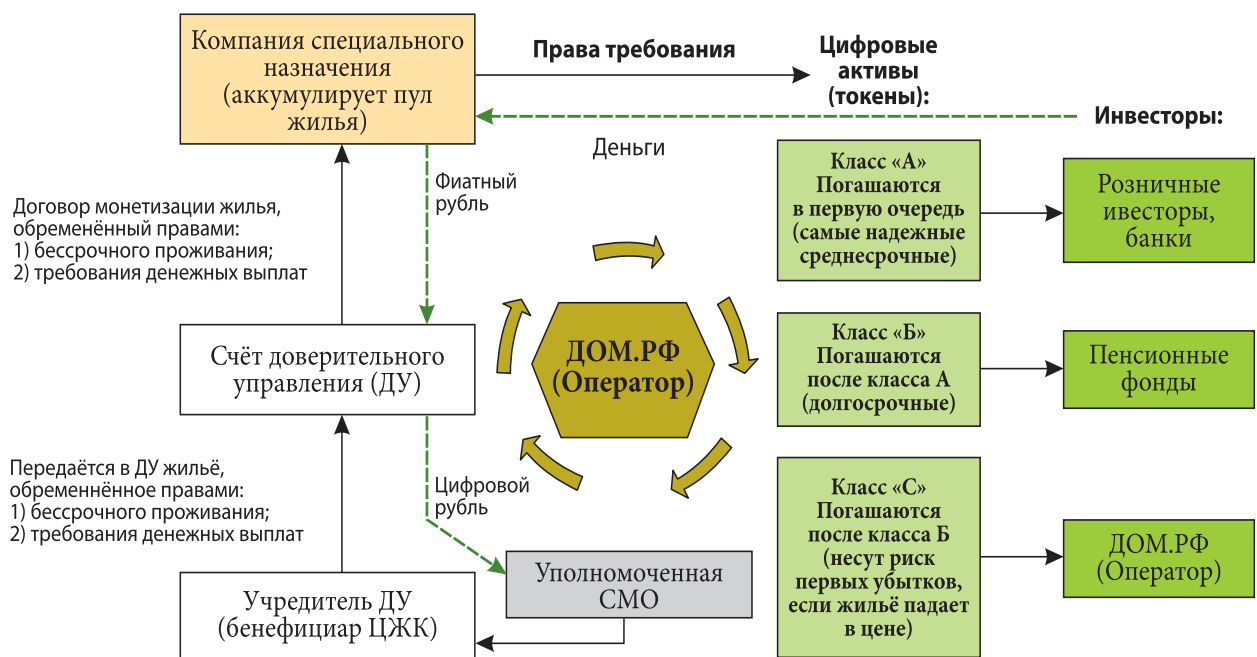 Компания специального
назначения
(аккумулирует пул
жилья)
Права требования
Цифровые
активы
(токены):
Инвесторы:
Деньги
Фиатный
рубль
Договор монетизации жилья,
обременённый правами:
1) бессрочного проживания;
2) требования денежных выплат
Класс «А»
Погашаются
в первую очередь
(самые надежные
среднесрочные)
Розничные
ивесторы,
банки
Счёт доверительного
управления (ДУ)
ДОМ.РФ
(Оператор)
Класс «Б»
Погашаются
после класса А
(долгосрочные)
Пенсионные
фонды
Передаётся в ДУ жильё,
обременнённое правами:
1) бессрочного проживания;
2) требования денежных выплат
Цифровой
рубль
Класс «С»
Погашаются
после класса Б
(несут риск
первых убытков,
если жильё падает
в цене)
ДОМ.РФ
(Оператор)
Уполномоченная
СМО
Учредитель ДУ
(бенефициар ЦЖК)